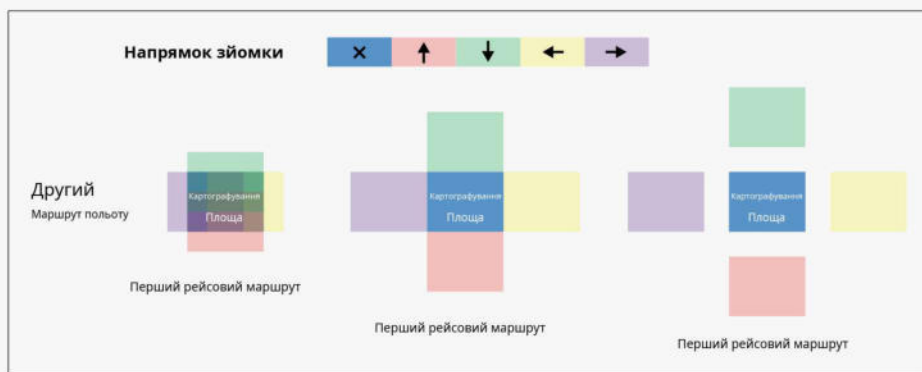 Напрямок зйомки
Другий
Маршрут польоту
Картографування
Площа
Картографування
Площа
Картографування
Площа
Перший рейсовий маршрут
Перший рейсовий маршрут
Перший рейсовий маршрут